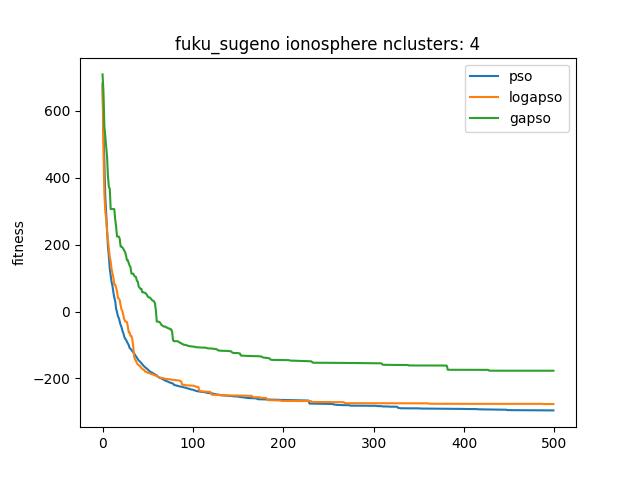 fuku_sugeno ionosphere nclusters: 4
pso
logapso
gapso
fitness
600
400
200
0
−200
0 100 200 300 400 500